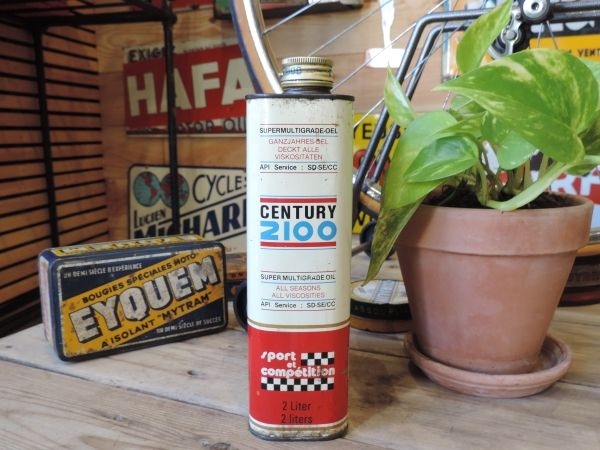 EXIGEZ
HAFA
CYCLES
LUCIEN
MICHARD
UN DEMI SIÈCLE D'EXPÉRIENCE
BOUGIES SPÉCIALES MOTO
EYQUEM
A ISOLANT "MYTRAM"
UN DEMI SIÈCLE DE SUCCÈS
SUPERMULTIGRADE-OEL
GANZJAHRES-OEL
DECKT ALLE
VISKOSITÄTEN
API Service : SD-SE/CC
CENTURY
2100
SUPER MULTIGRADE OIL
ALL SEASONS
ALL VISCOSITIES
API Service : SD-SE/CC
sport
et
compétition
2 Liter
2 liters